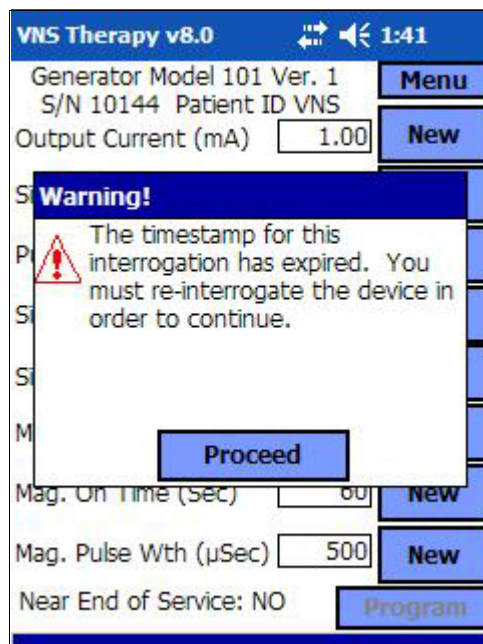 VNS Therapy v8.0 1:41
Generator Model 101 Ver. 1
Menu
S/N 10144 Patient ID VNS
Output Current (mA) 1.00 New
Warning!
The timestamp for this
interrogation has expired. You
must re-interrogate the device in
order to continue.
Proceed
Mag. On Time (Sec) 60 New
Mag. Pulse Wth (µSec) 500 New
Near End of Service: NO Program